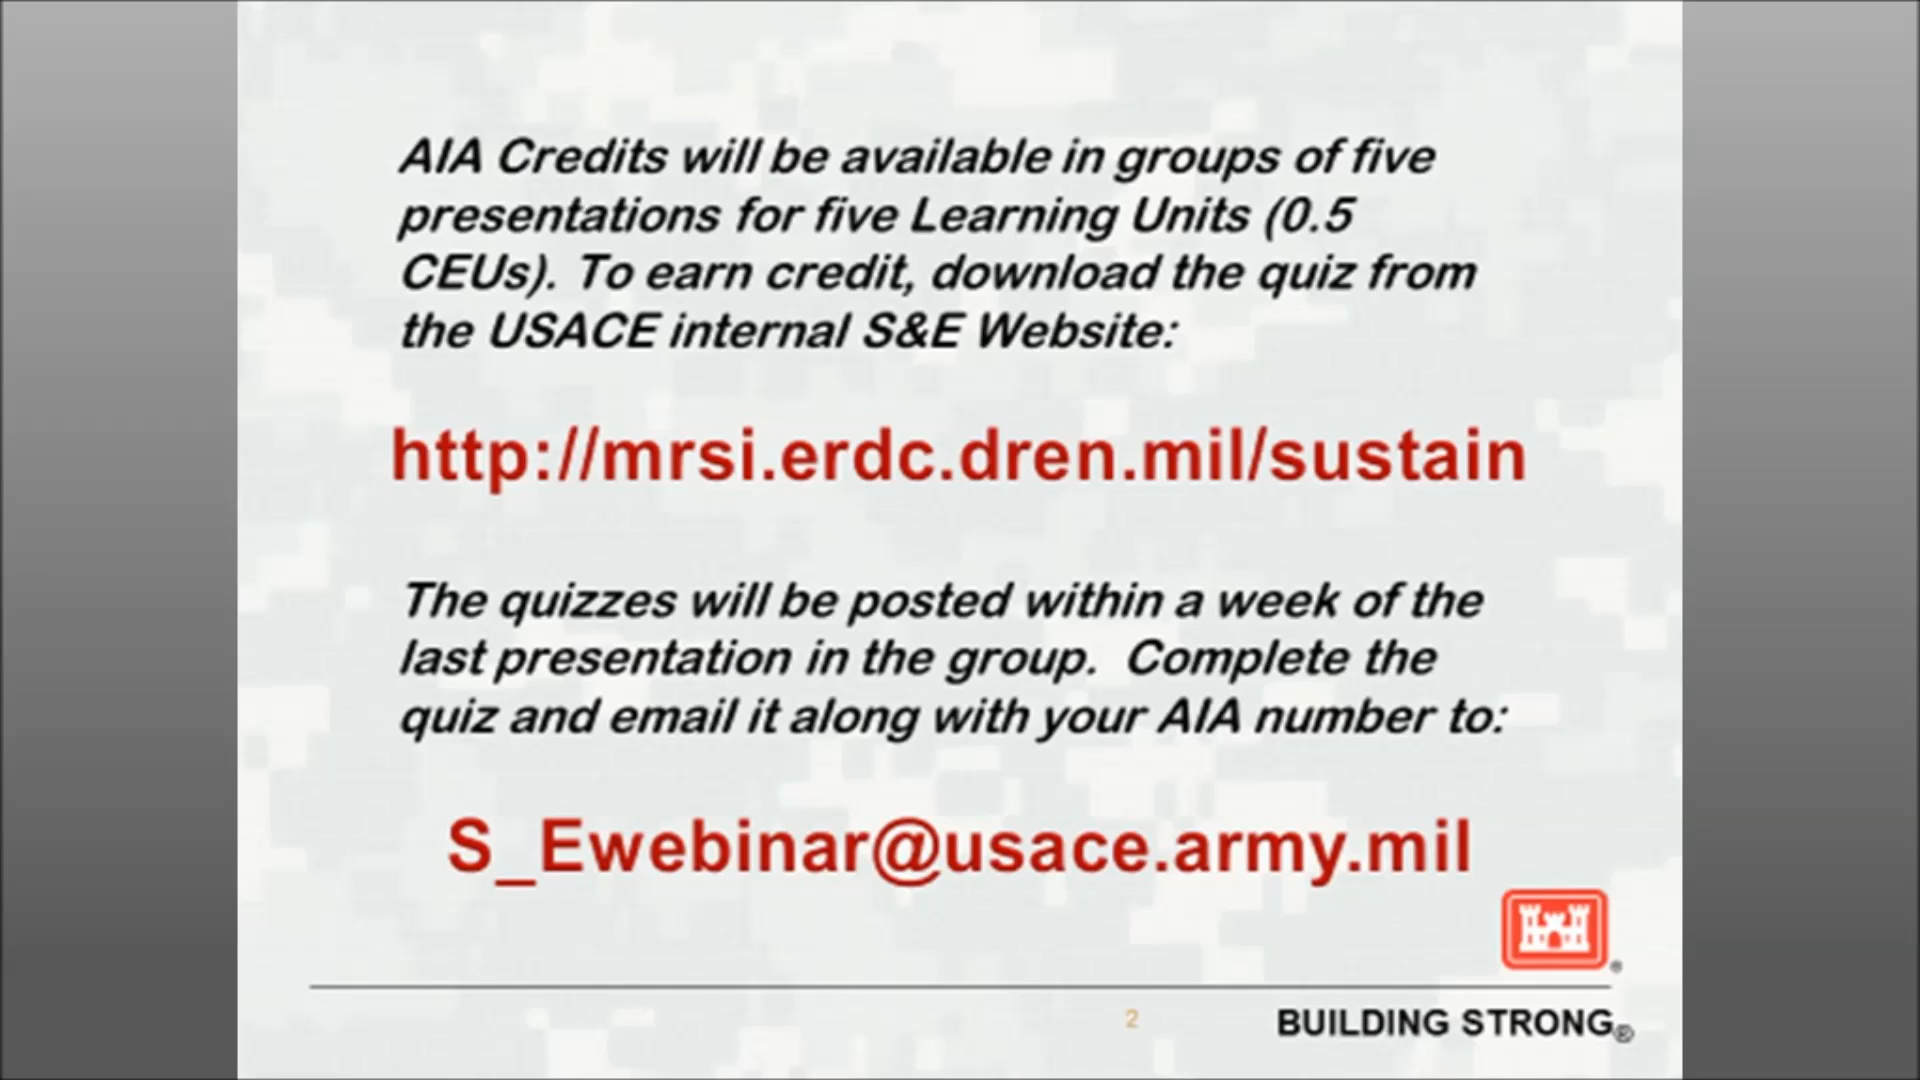 AIA Credits will be available in groups of five
presentations for five Learning Units (0.5
CEUs). To earn credit, download the quiz from
the USACE internal S&E Website:
http://mrsi.erdc.dren.mil/sustain
The quizzes will be posted within a week of the
last presentation in the group. Complete the
quiz and email it along with your AIA number to:
S_Ewebinar@usace.army.mil
®
2
BUILDING STRONG®